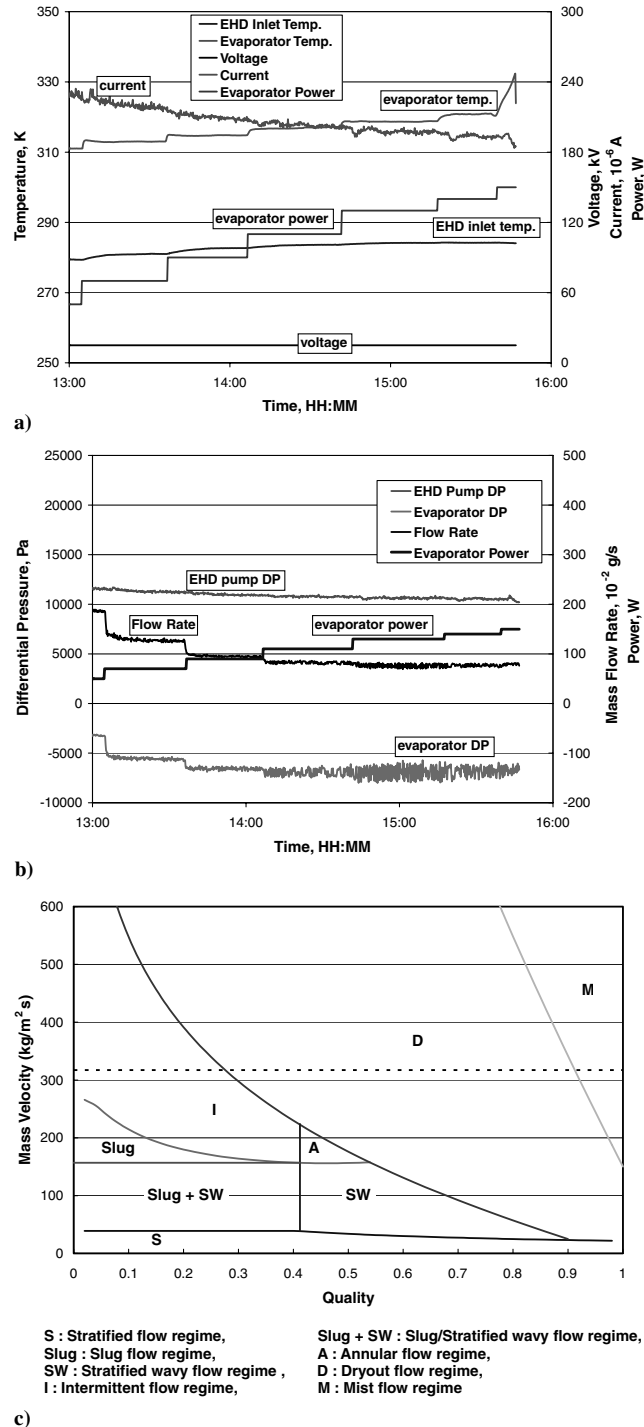 EHD Inlet Temp.
Evaporator Temp.
Voltage
Current
Evaporator Power
350
330
310
290
270
250
300
240
180
120
60
0
current
evaporator temp.
evaporator power
EHD inlet temp.
voltage
Temperature, K
Voltage, kV
Current, 10-6 A
Power, W
13:00
14:00
15:00
16:00
Time, HH:MM
a)
25000
20000
15000
10000
5000
0
-5000
-10000
500
400
300
200
100
0
-100
-200
EHD Pump DP
Evaporator DP
Flow Rate
Evaporator Power
EHD pump DP
Flow Rate
evaporator power
evaporator DP
Differential Pressure, Pa
Mass Flow Rate, 10-2 g/s
Power, W
13:00
14:00
15:00
16:00
Time, HH:MM
b)
600
500
400
300
200
100
0
M
D
I
Slug
A
Slug + SW
SW
S
Mass Velocity (kg/m2 s)
0
0.1
0.2
0.3
0.4
0.5
0.6
0.7
0.8
0.9
1
Quality
S : Stratified flow regime,
Slug : Slug flow regime,
SW : Stratified wavy flow regime ,
I : Intermittent flow regime,
Slug + SW : Slug/Stratified wavy flow regime,
A : Annular flow regime,
D : Dryout flow regime,
M : Mist flow regime
c)